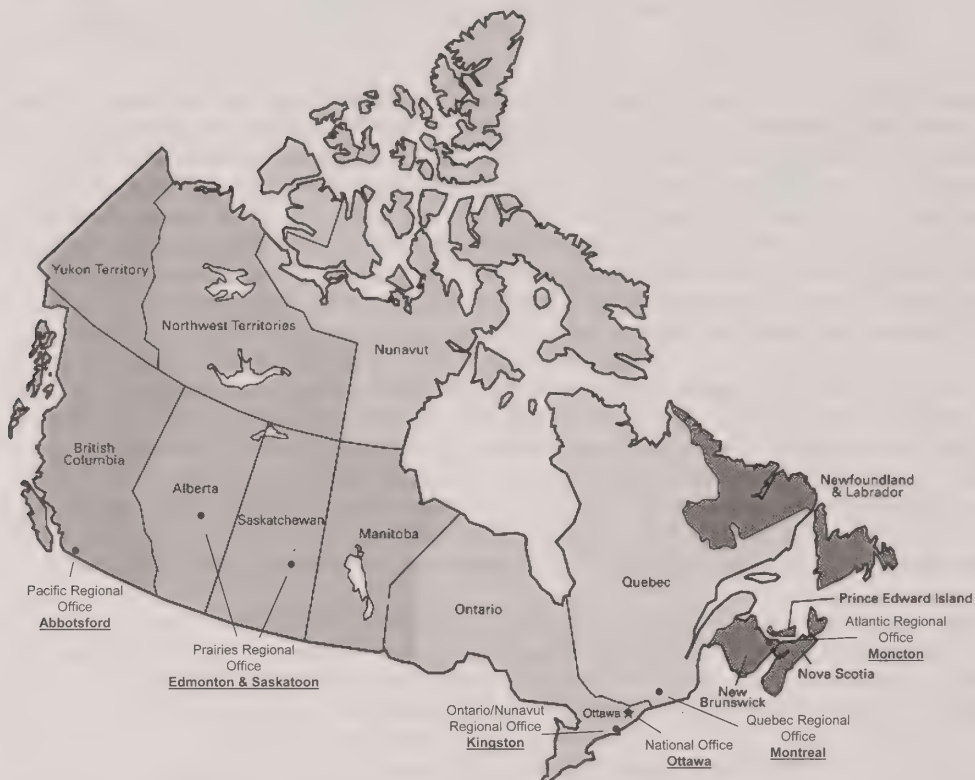 Yukon Territory
Northwest Territories
Nunavut
British
Columbia
Alberta
Saskatchewan
Manitoba
Ontario
Quebec
Newfoundland
& Labrador
Prince Edward Island
Atlantic Regional
Office
Moncton
Nova Scotia
New
Brunswick
Pacific Regional
Office
Abbotsford
Prairies Regional
Office
Edmonton & Saskatoon
Ontario/Nunavut
Regional Office
Kingston
Ottawa
National Office
Ottawa
Quebec Regional
Office
Montreal